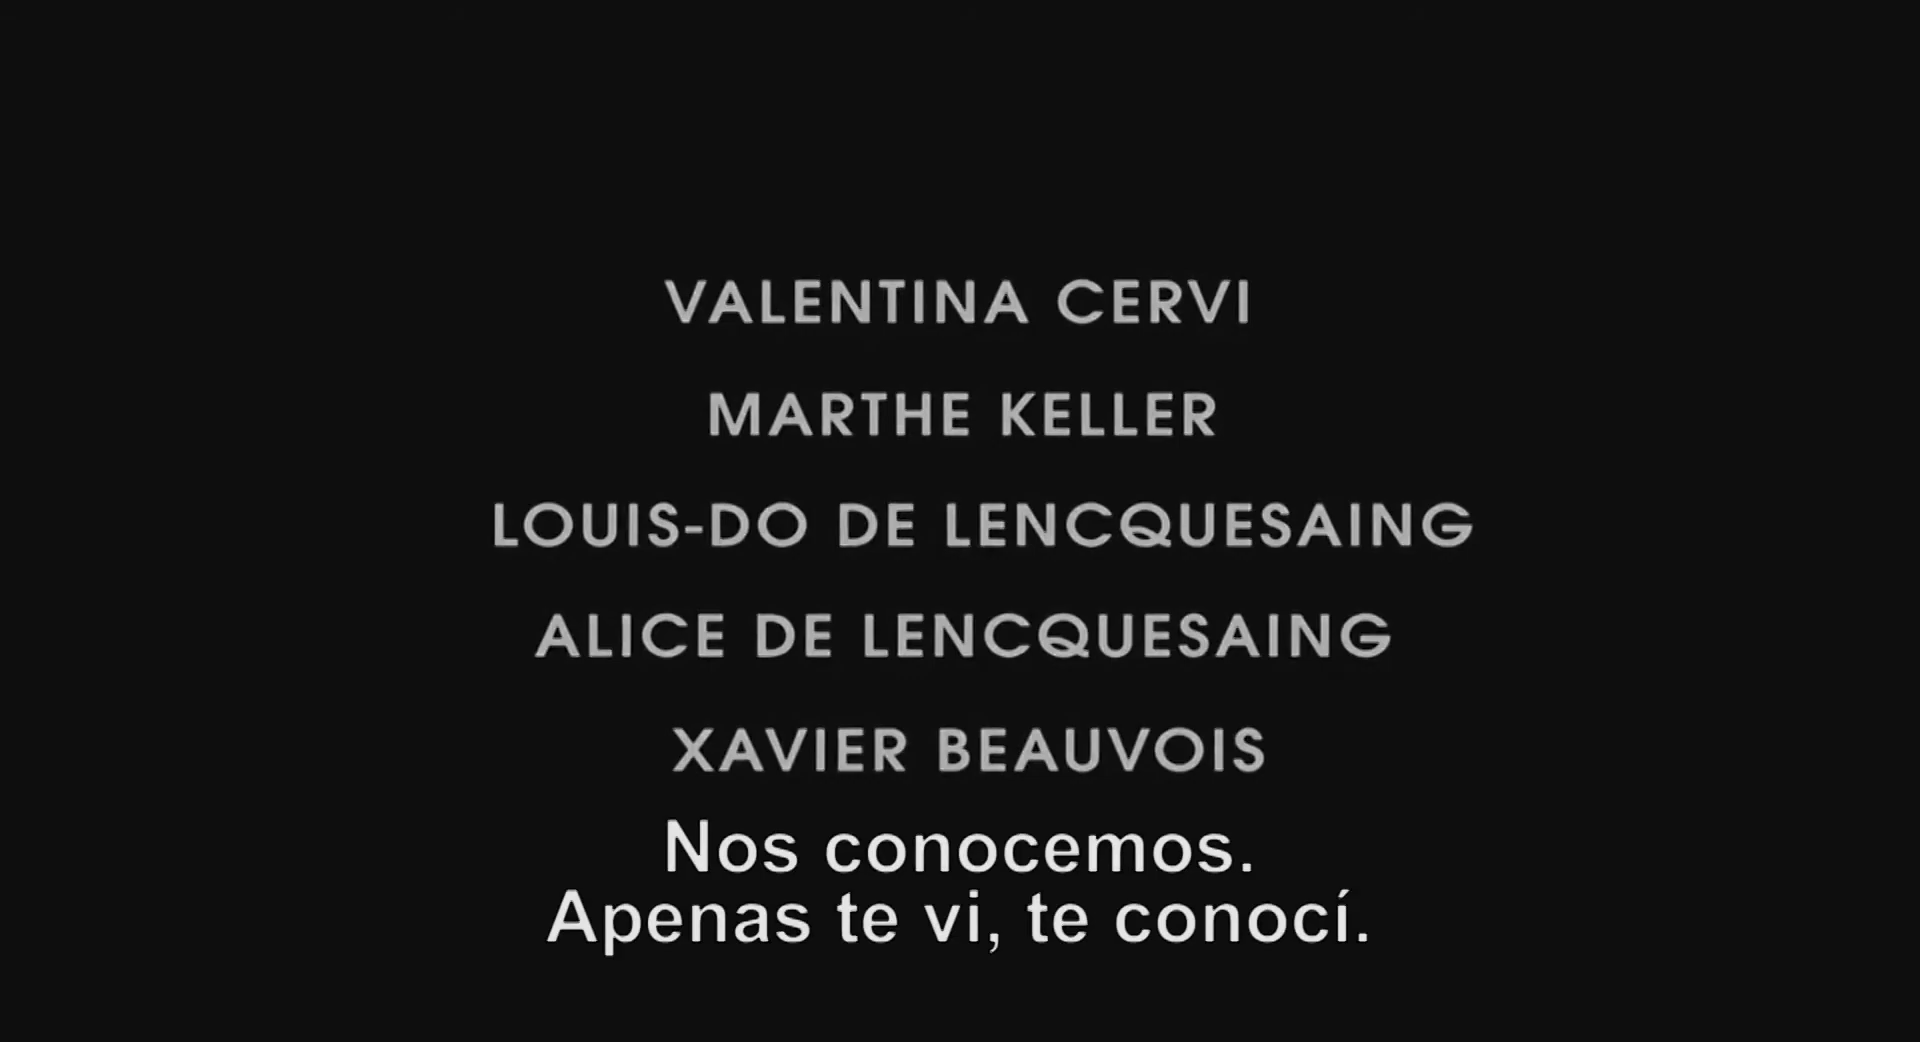 VALENTINA CERVI
MARTHE KELLER
LOUIS-DO DE LENCQUESAING
ALICE DE LENCQUESAING
XAVIER BEAUVOIS
Nos conocemos.
Apenas te vi, te conocí.